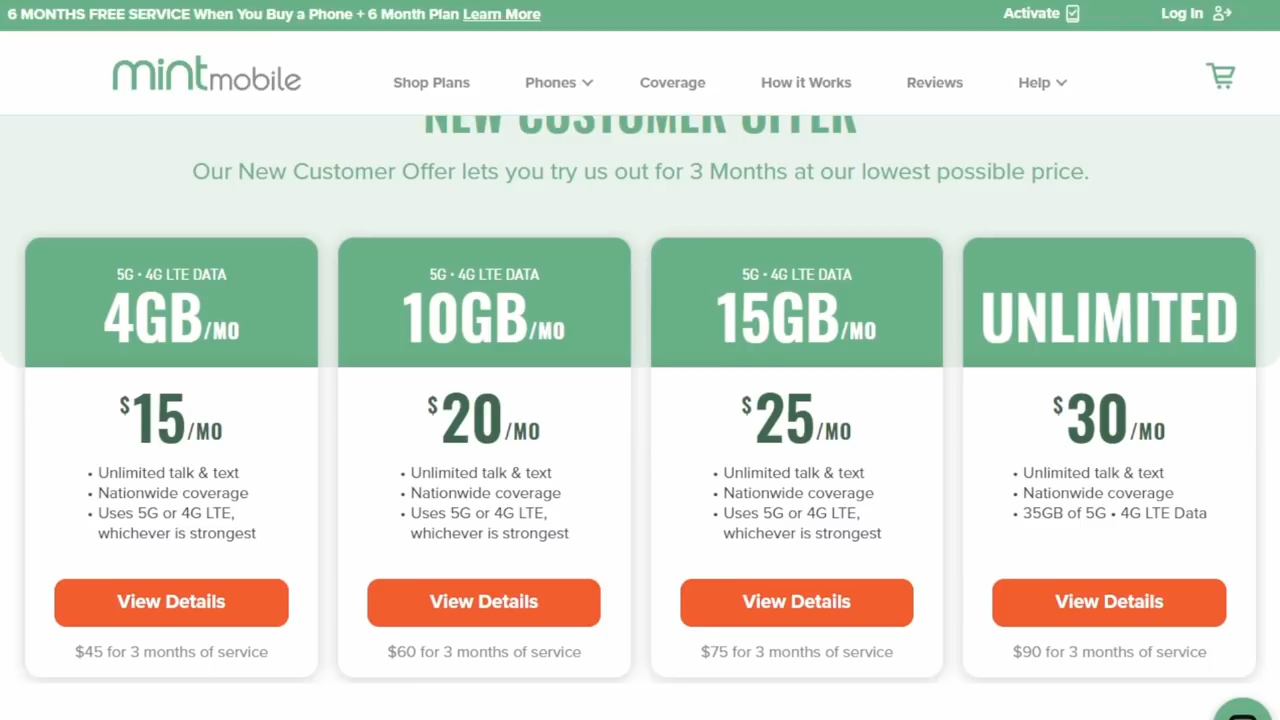 6 MONTHS FREE SERVICE When You Buy a Phone + 6 Month Plan Learn More
Activate
Log In
mintmobile
Shop Plans
Phones
Coverage
How it Works
Reviews
Help
NEW CUSTOMER OFFER
Our New Customer Offer lets you try us out for 3 Months at our lowest possible price.
5G • 4G LTE DATA
4GB/MO
$15/MO
• Unlimited talk & text
• Nationwide coverage
• Uses 5G or 4G LTE,
whichever is strongest
View Details
$45 for 3 months of service
5G • 4G LTE DATA
10GB/MO
$20/MO
• Unlimited talk & text
• Nationwide coverage
• Uses 5G or 4G LTE,
whichever is strongest
View Details
$60 for 3 months of service
5G • 4G LTE DATA
15GB/MO
$25/MO
• Unlimited talk & text
• Nationwide coverage
• Uses 5G or 4G LTE,
whichever is strongest
View Details
$75 for 3 months of service
UNLIMITED
$30/MO
• Unlimited talk & text
• Nationwide coverage
• 35GB of 5G • 4G LTE Data
View Details
$90 for 3 months of service